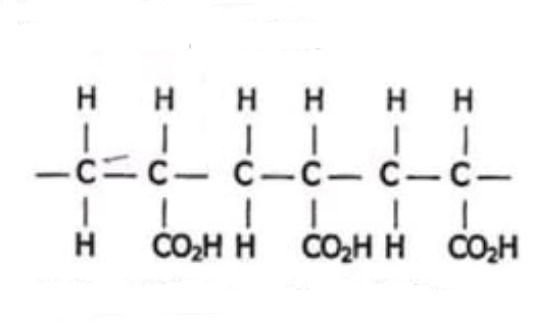 H H H H H H
— C — C — C — C — C — C —
H CO₂H H CO₂H H CO₂H